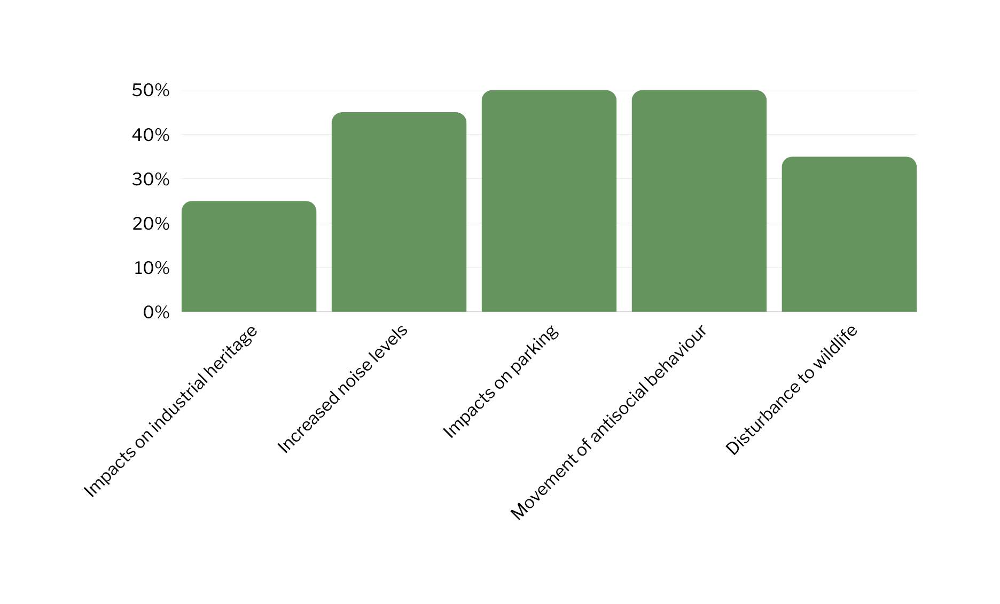 50%
40%
30%
20%
10%
0%
Impacts on industrial heritage
Increased noise levels
Impacts on parking
Movement of antisocial behaviour
Disturbance to wildlife